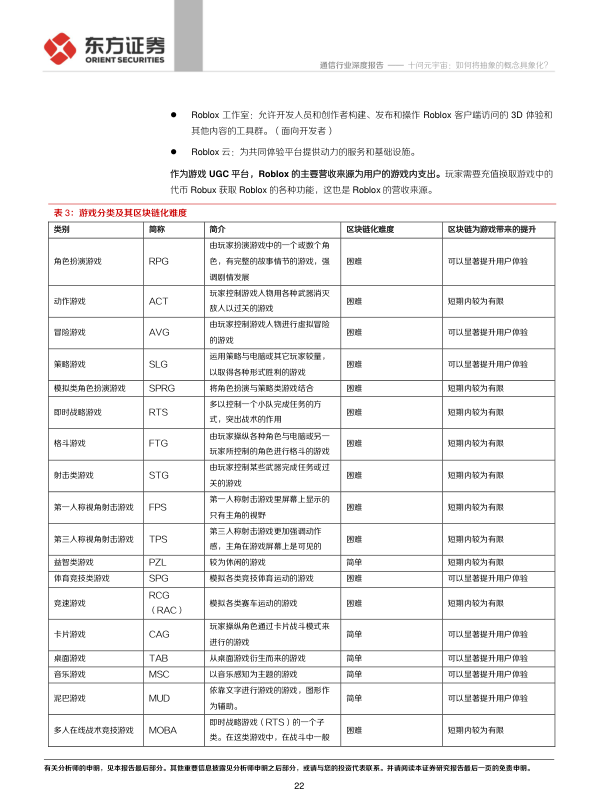 东方证券
ORIENT SECURITIES
通信行业深度报告 —— 十问元宇宙：如何将抽象的概念具象化？
● Roblox 工作室：允许开发人员和创作者构建、发布和操作 Roblox 客户端访问的 3D 体验和
其他内容的工具群。（面向开发者）
● Roblox 云：为共同体验平台提供动力的服务和基础设施。
作为游戏 UGC 平台，Roblox 的主要营收来源为用户的游戏内支出。玩家需要充值换取游戏中的
代币 Robux 获取 Roblox 的各种功能，这也是 Roblox 的营收来源。
表 3：游戏分类及其区块链化难度
类别 简称 简介 区块链化难度 区块链为游戏带来的提升
角色扮演游戏 RPG 由玩家扮演游戏中的一个或数个角
色，有完整的故事情节的游戏，强
调剧情发展 困难 可以显著提升用户体验
动作游戏 ACT 玩家控制游戏人物用各种武器消灭
敌人以过关的游戏 困难 短期内较为有限
冒险游戏 AVG 由玩家控制游戏人物进行虚拟冒险
的游戏 困难 可以显著提升用户体验
策略游戏 SLG 运用策略与电脑或其它玩家较量，
以取得各种形式胜利的游戏 困难 可以显著提升用户体验
模拟类角色扮演游戏 SPRG 将角色扮演与策略类游戏结合 困难 短期内较为有限
即时战略游戏 RTS 多以控制一个小队完成任务的方
式，突出战术的作用 困难 短期内较为有限
格斗游戏 FTG 由玩家操纵各种角色与电脑或另一
玩家所控制的角色进行格斗的游戏 困难 短期内较为有限
射击类游戏 STG 由玩家控制某些武器完成任务或过
关的游戏 困难 短期内较为有限
第一人称视角射击游戏 FPS 第一人称射击游戏里屏幕上显示的
只有主角的视野 困难 短期内较为有限
第三人称视角射击游戏 TPS 第三人称射击游戏更加强调动作
感，主角在游戏屏幕上是可见的 困难 短期内较为有限
益智类游戏 PZL 较为休闲的游戏 简单 短期内较为有限
体育竞技类游戏 SPG 模拟各类竞技体育运动的游戏 困难 可以显著提升用户体验
竞速游戏 RCG
（RAC） 模拟各类赛车运动的游戏 困难 短期内较为有限
卡片游戏 CAG 玩家操纵角色通过卡片战斗模式来
进行的游戏 简单 可以显著提升用户体验
桌面游戏 TAB 从桌面游戏衍生而来的游戏 简单 可以显著提升用户体验
音乐游戏 MSC 以音乐感知为主题的游戏 简单 可以显著提升用户体验
泥巴游戏 MUD 依靠文字进行游戏的游戏，图形作
为辅助。 简单 可以显著提升用户体验
多人在线战术竞技游戏 MOBA 即时战略游戏（RTS）的一个子
类。在这类游戏中，在战斗中一般 困难 短期内较为有限
有关分析师的申明，见本报告最后部分。其他重要信息披露见分析师申明之后部分，或请与您的投资代表联系。并请阅读本证券研究报告最后一页的免责申明。
22